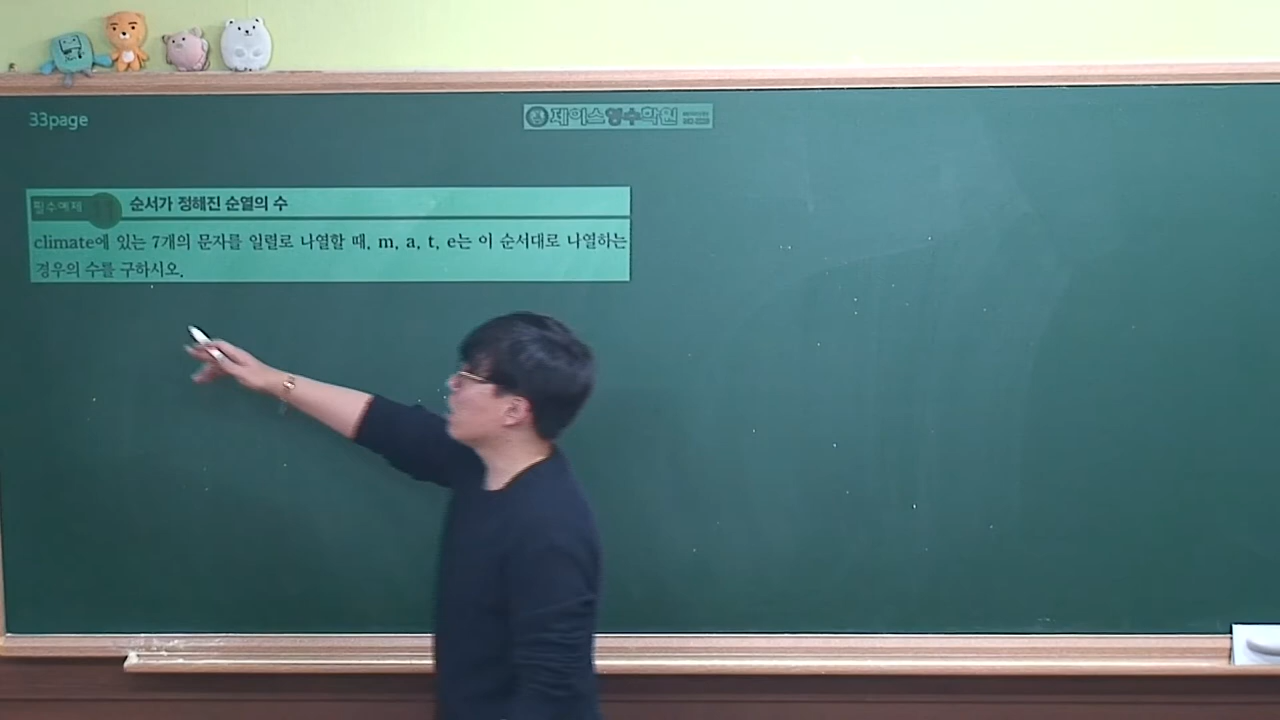 33page
제이스영수학원
필수예제
순서가 정해진 순열의 수
climate에 있는 7개의 문자를 일렬로 나열할 때, m, a, t, e는 이 순서대로 나열하는
경우의 수를 구하시오.